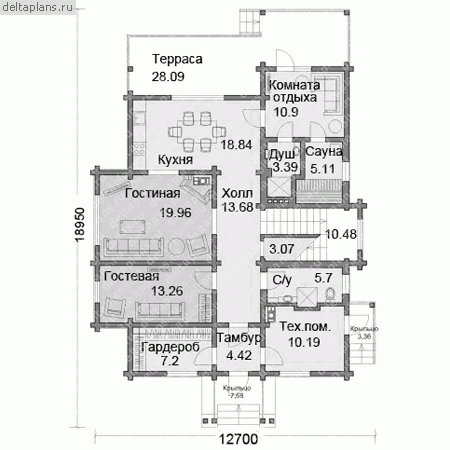 deltaplans.ru
Терраса
28.09
Комната
отдыха
10.9
18.84
Кухня
Душ
3.39
Сауна
5.11
Гостиная
19.96
Холл
13.68
10.48
3.07
Гостевая
13.26
С/у
5.7
Тех.пом.
10.19
Крыльцо
3.36
Гардероб
7.2
Тамбур
4.42
Крыльцо
7.68
18950
12700